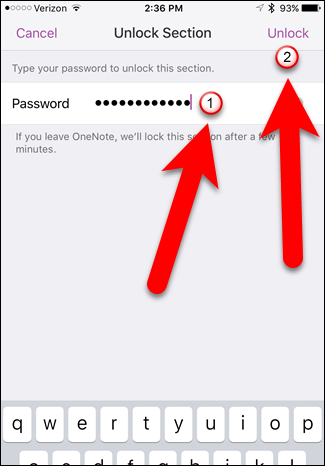 Verizon 2:36 PM 93%
Cancel Unlock Section Unlock
2
Type your password to unlock this section.
Password •••••••••••• 1
If you leave OneNote, we'll lock this section after a few
minutes.
q w e r t y u i o p